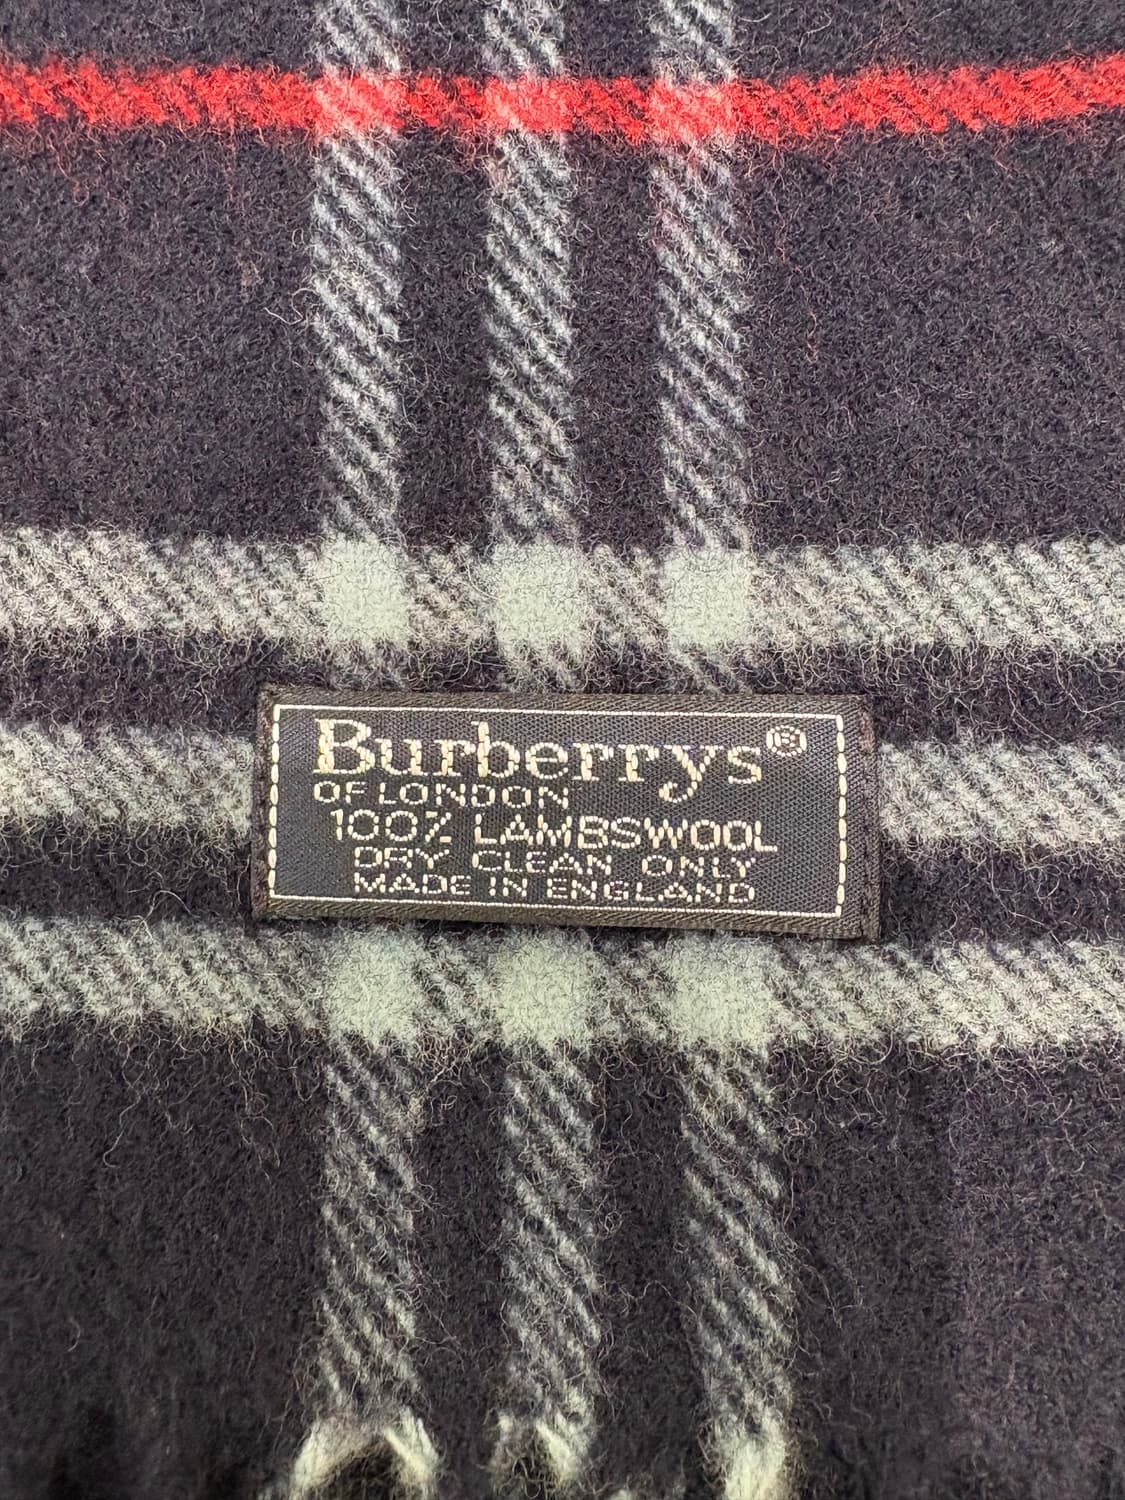 Burberrys®
OF LONDON
100% LAMBSWOOL
DRY CLEAN ONLY
MADE IN ENGLAND